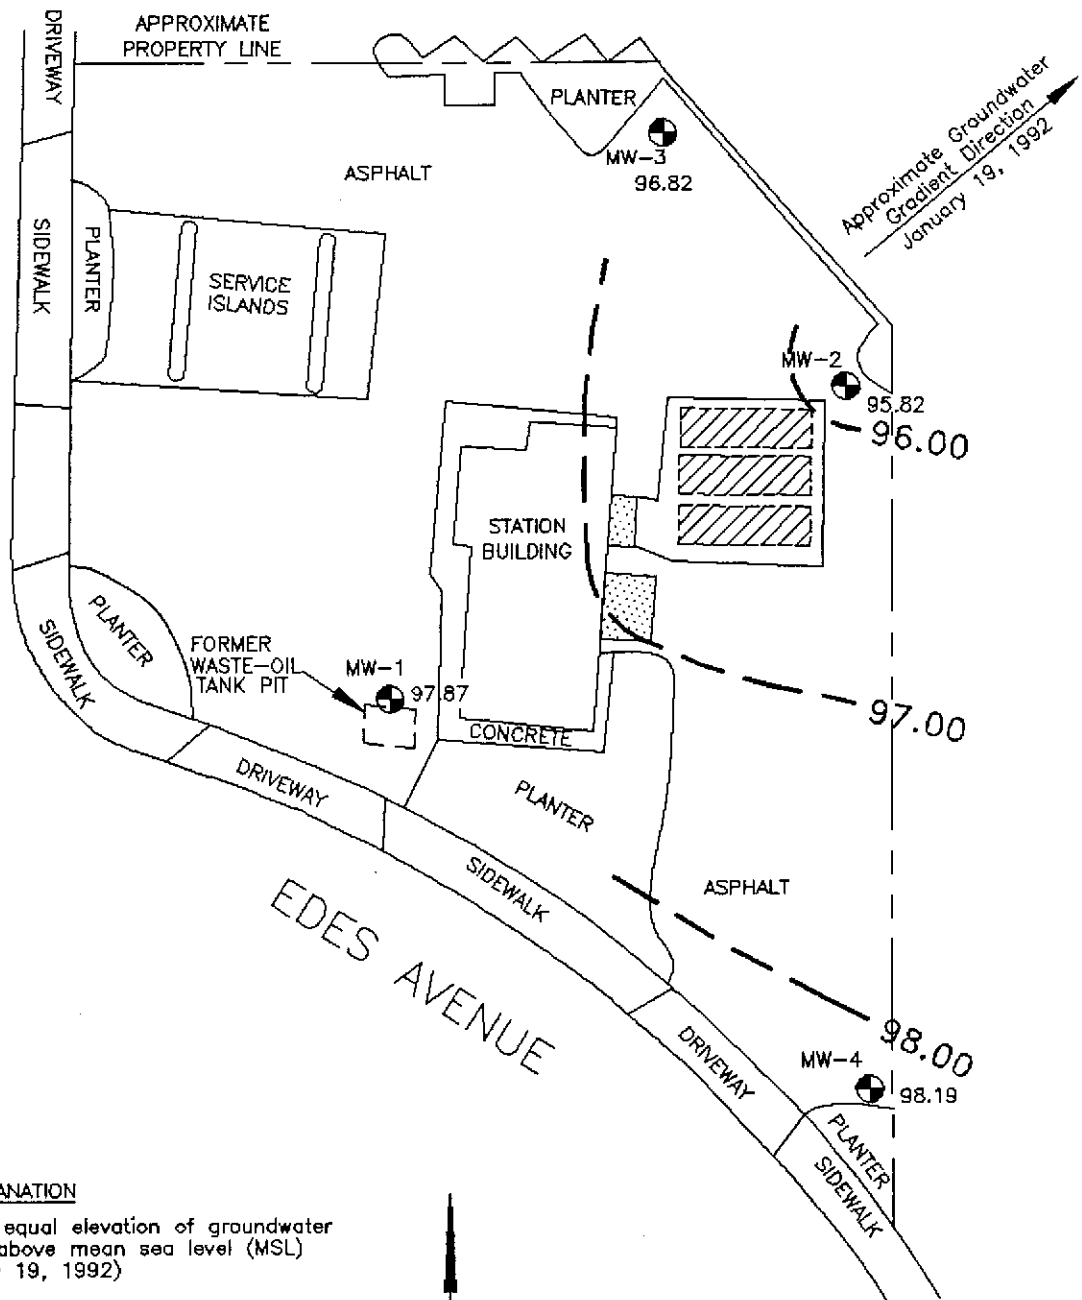 DRIVEWAY
APPROXIMATE
PROPERTY LINE
PLANTER
MW-3
96.82
Approximate Groundwater
Gradient Direction
January 19, 1992
ASPHALT
SIDEWALK
PLANTER
SERVICE
ISLANDS
MW-2
95.82
96.00
STATION
BUILDING
PLANTER
SIDEWALK
FORMER
WASTE-OIL
TANK PIT
MW-1
97.87
97.00
CONCRETE
DRIVEWAY
PLANTER
SIDEWALK
ASPHALT
EDES AVENUE
98.00
DRIVEWAY
MW-4
98.19
PLANTER
SIDEWALK
ANATION
equal elevation of groundwater
above mean sea level (MSL)
19, 1992)